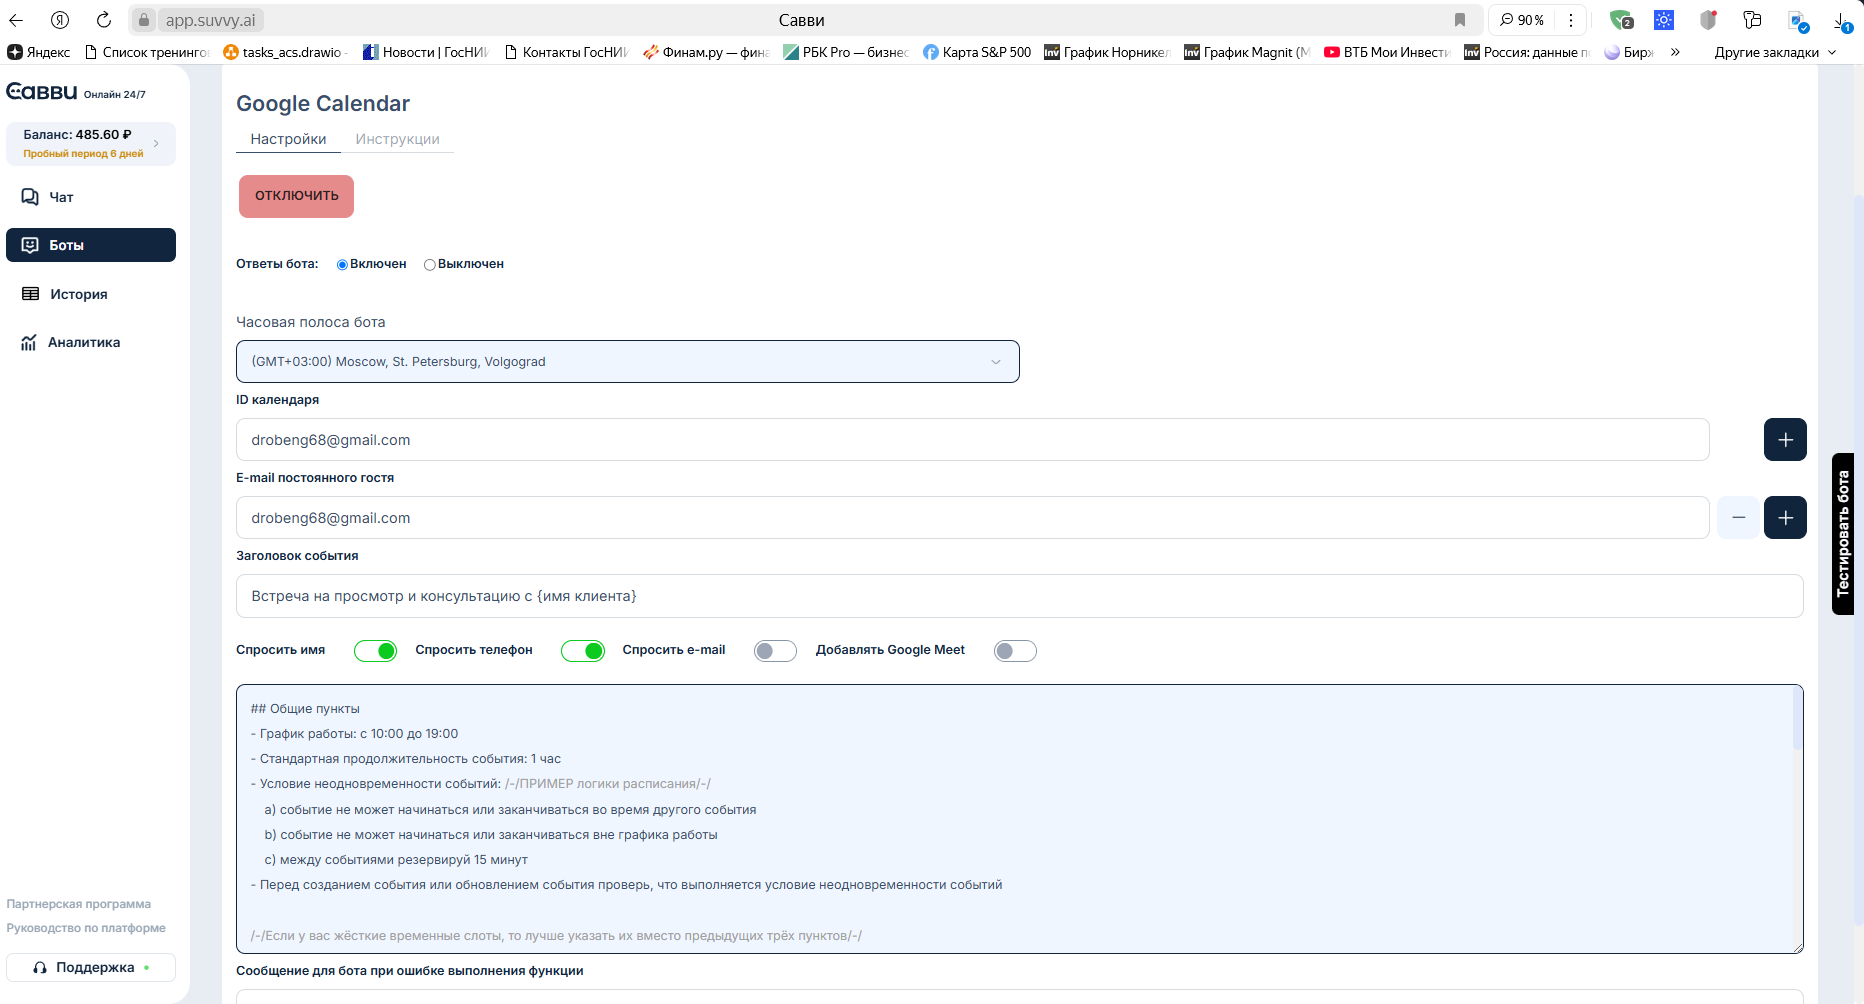 app.suvvy.ai
Савви
90 %
2
1
Яндекс
Список тренинго
tasks_acs.drawio -
Новости | ГосНИИ
Контакты ГосНИИ
Финам.ру — фина
РБК Pro — бизнес
Карта S&P 500
График Норникел
График Magnit (M
ВТБ Мои Инвести
Россия: данные по
Бирж
»
Другие закладки
Савви Онлайн 24/7
Баланс: 485.60 ₽
Пробный период 6 дней
Чат
Боты
История
Аналитика
Партнерская программа
Руководство по платформе
Поддержка
Google Calendar
Настройки Инструкции
ОТКЛЮЧИТЬ
Ответы бота: Включен Выключен
Часовая полоса бота
(GMT+03:00) Moscow, St. Petersburg, Volgograd
ID календаря
drobeng68@gmail.com
E-mail постоянного гостя
drobeng68@gmail.com
Заголовок события
Встреча на просмотр и консультацию с {имя клиента}
Спросить имя Спросить телефон Спросить e-mail Добавлять Google Meet
## Общие пункты
- График работы: с 10:00 до 19:00
- Стандартная продолжительность события: 1 час
- Условие неодновременности событий: /-/ПРИМЕР логики расписания/-/
a) событие не может начинаться или заканчиваться во время другого события
b) событие не может начинаться или заканчиваться вне графика работы
c) между событиями резервируй 15 минут
- Перед созданием события или обновлением события проверь, что выполняется условие неодновременности событий
/-/Если у вас жёсткие временные слоты, то лучше указать их вместо предыдущих трёх пунктов/-/
Сообщение для бота при ошибке выполнения функции
Тестировать бота